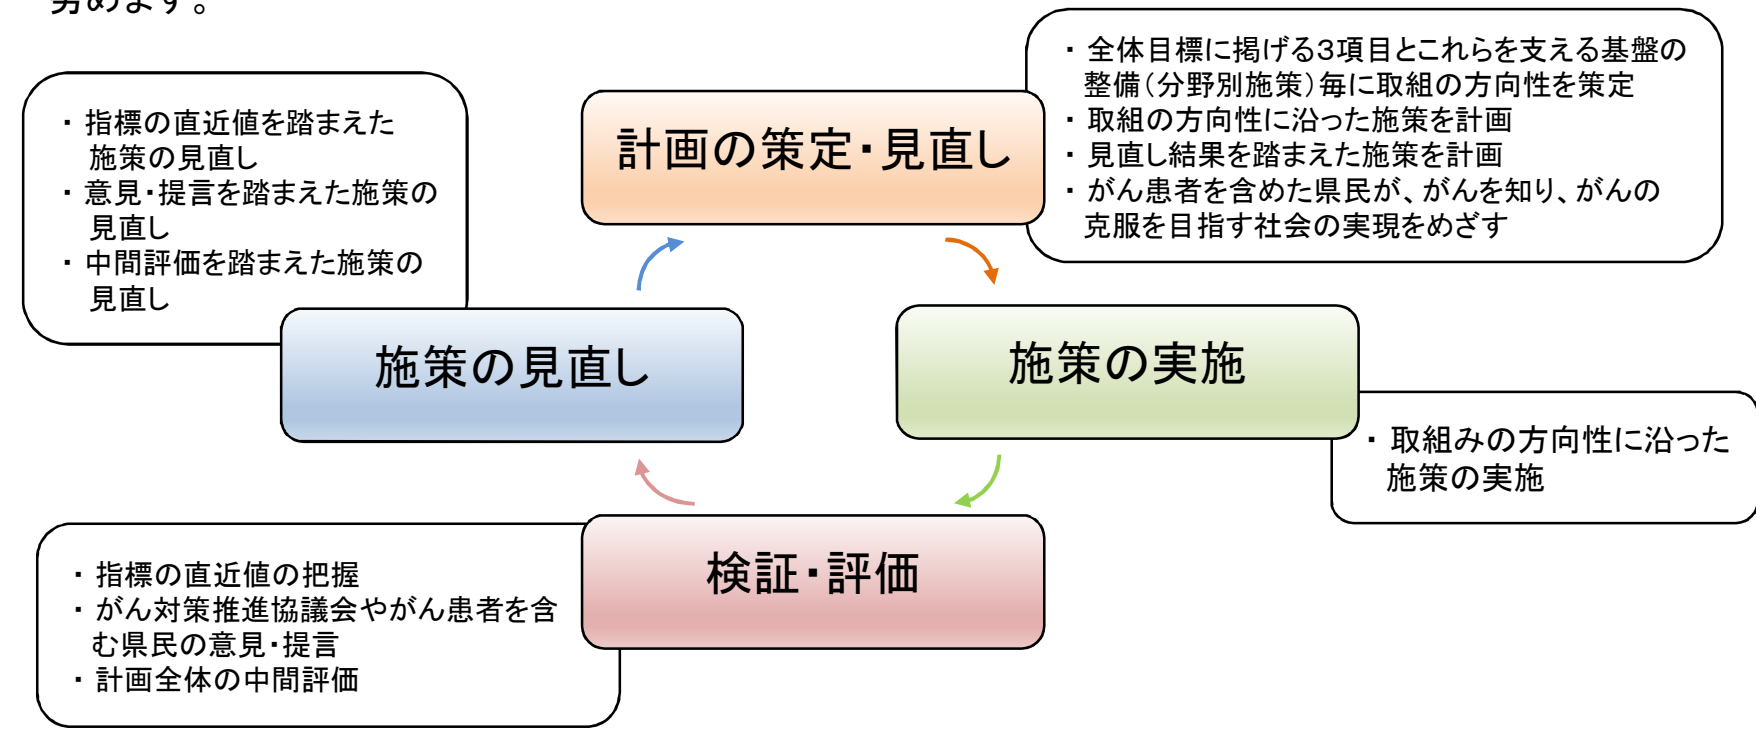 努めます。
計画の策定・見直し
・ 全体目標に掲げる3項目とこれらを支える基盤の
整備(分野別施策)毎に取組の方向性を策定
・ 取組の方向性に沿った施策を計画
・ 見直し結果を踏まえた施策を計画
・ がん患者を含めた県民が、がんを知り、がんの
克服を目指す社会の実現をめざす
施策の実施
・ 取組みの方向性に沿った
施策の実施
検証・評価
・ 指標の直近値の把握
・ がん対策推進協議会やがん患者を含
む県民の意見・提言
・ 計画全体の中間評価
施策の見直し
・ 指標の直近値を踏まえた
施策の見直し
・ 意見・提言を踏まえた施策の
見直し
・ 中間評価を踏まえた施策の
見直し